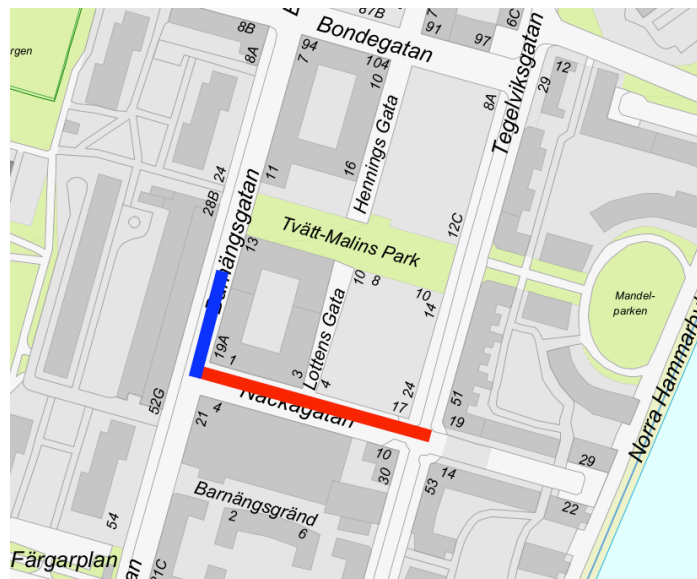 87B
8B
91
97
6C
Bondegatan
94
7
104
10
8A
8A
29
12
Tegelviksgatan
rgen
Hennings Gata
16
24
28B
11
Barnängsgatan
12C
Tvätt-Malins Park
13
10
8
10
14
Mandel-
parken
Lottens Gata
19A
1
3
4
17
24
51
19
52G
21
4
Nackagatan
10
30
53
14
29
22
Norra Hammarby
Barnängsgränd
2
6
54
Färgarplan
21C
tan